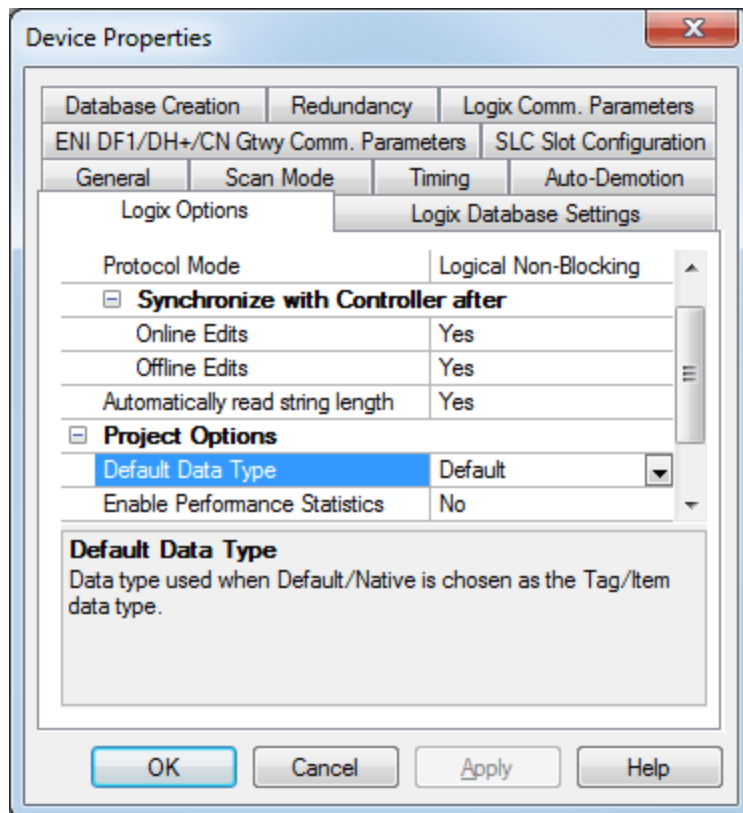 Device Properties
Database Creation Redundancy Logix Comm. Parameters
ENI DF1/DH+/CN Gtwy Comm. Parameters SLC Slot Configuration
General Scan Mode Timing Auto-Demotion
Logix Options Logix Database Settings
Protocol Mode Logical Non-Blocking
Synchronize with Controller after
Online Edits Yes
Offline Edits Yes
Automatically read string length Yes
Project Options
Default Data Type Default
Enable Performance Statistics No
Default Data Type
Data type used when Default/Native is chosen as the Tag/Item
data type.
OK Cancel Apply Help